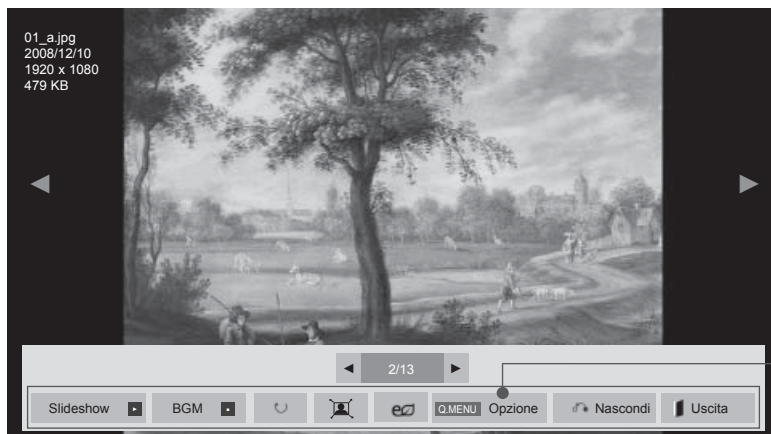 01_a.jpg
2008/12/10
1920 x 1080
479 KB
2/13
Slideshow BGM Q.MENU Opzione Nascondi Uscita